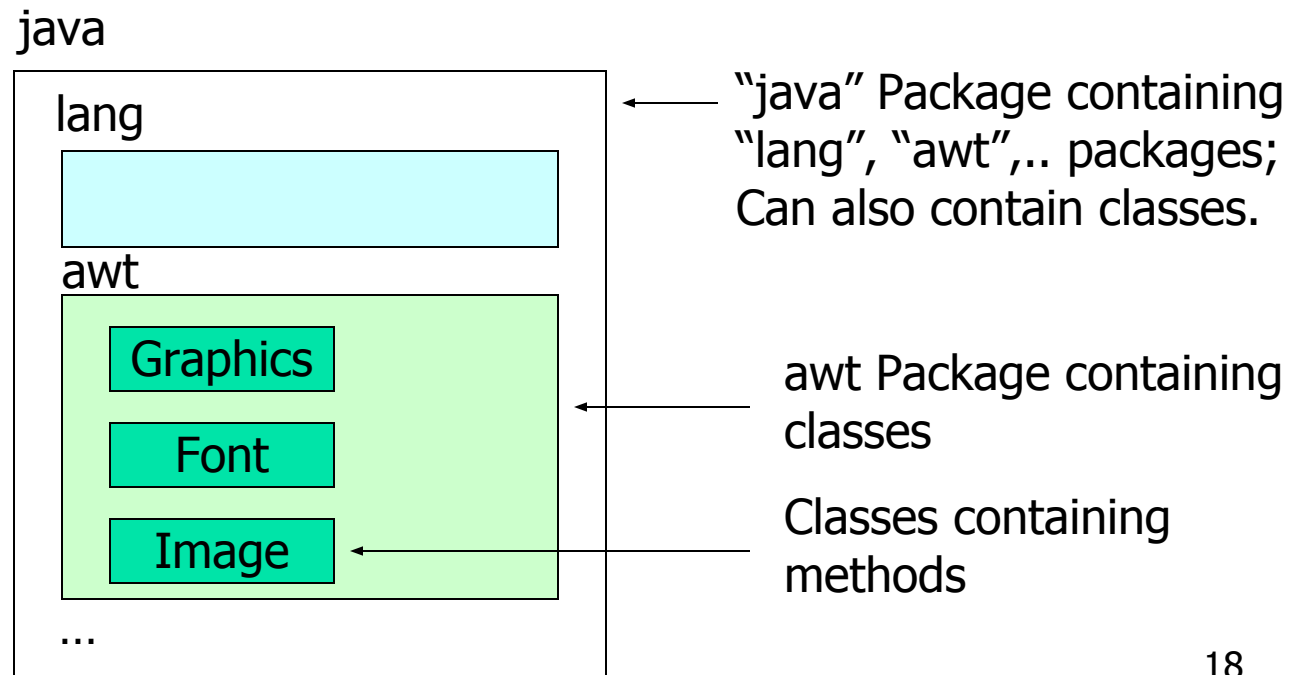 java
lang
awt
Graphics
Font
Image
...
“java” Package containing
“lang”, “awt”,.. packages;
Can also contain classes.
awt Package containing
classes
Classes containing
methods
18